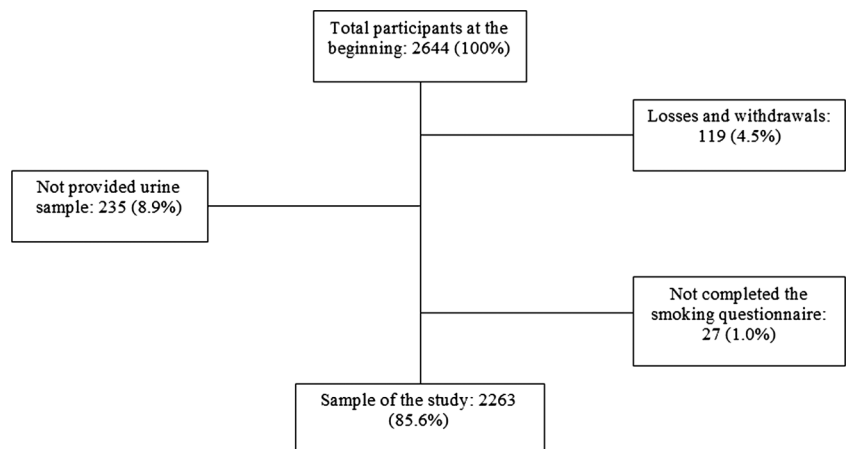 Total participants at the
beginning: 2644 (100%)
Losses and withdrawals:
119 (4.5%)
Not provided urine
sample: 235 (8.9%)
Not completed the
smoking questionnaire:
27 (1.0%)
Sample of the study: 2263
(85.6%)